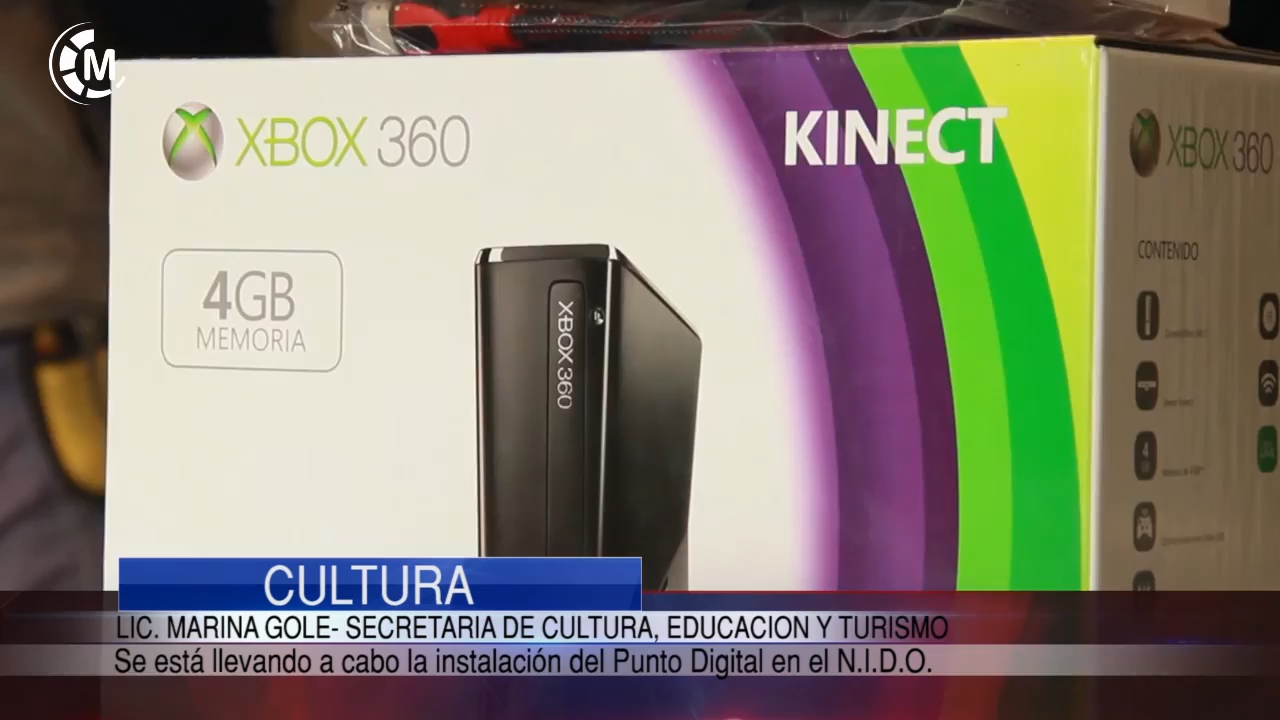 M
XBOX 360
KINECT
4GB
MEMORIA
XBOX 360
XBOX 360
CONTENIDO
CULTURA
LIC. MARINA GOLE- SECRETARIA DE CULTURA, EDUCACION Y TURISMO
Se está llevando a cabo la instalación del Punto Digital en el N.I.D.O.